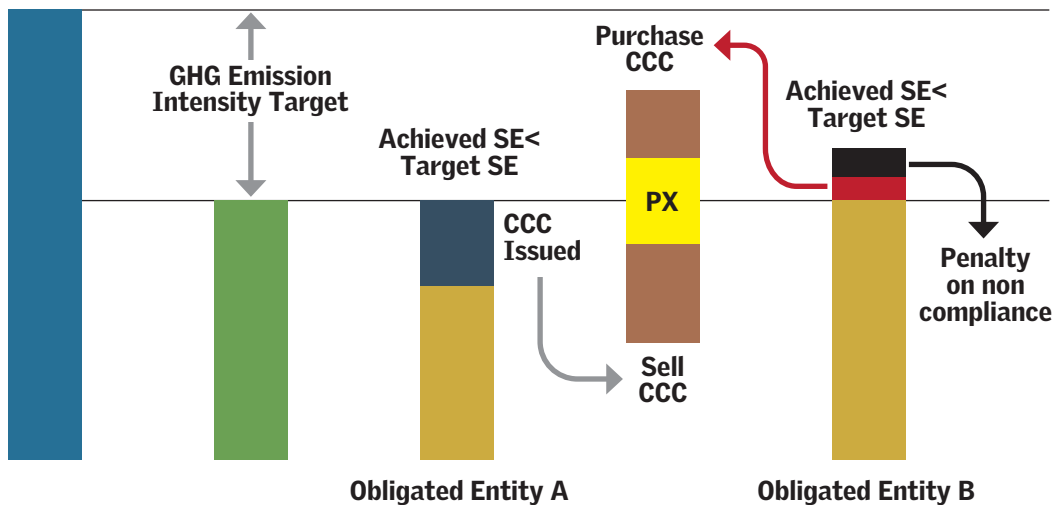 GHG Emission
Intensity Target
Achieved SE<
Target SE
CCC
Issued
Purchase
CCC
PX
Sell
CCC
Achieved SE<
Target SE
Penalty
on non
compliance
Obligated Entity A
Obligated Entity B